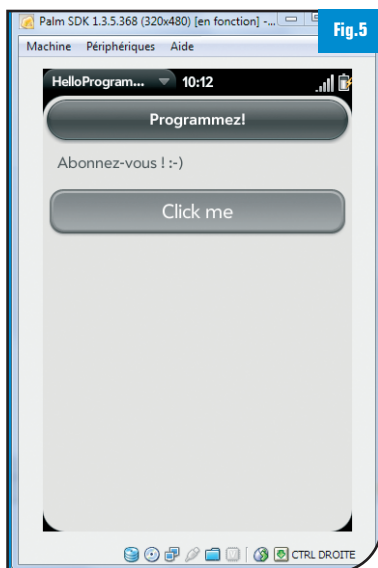 Palm SDK 1.3.5.368 (320x480) [en fonction] -...
Fig.5
Machine Périphériques Aide
HelloProgram... 10:12
Programmez!
Abonnez-vous ! :-)
Click me
CTRL DROITE